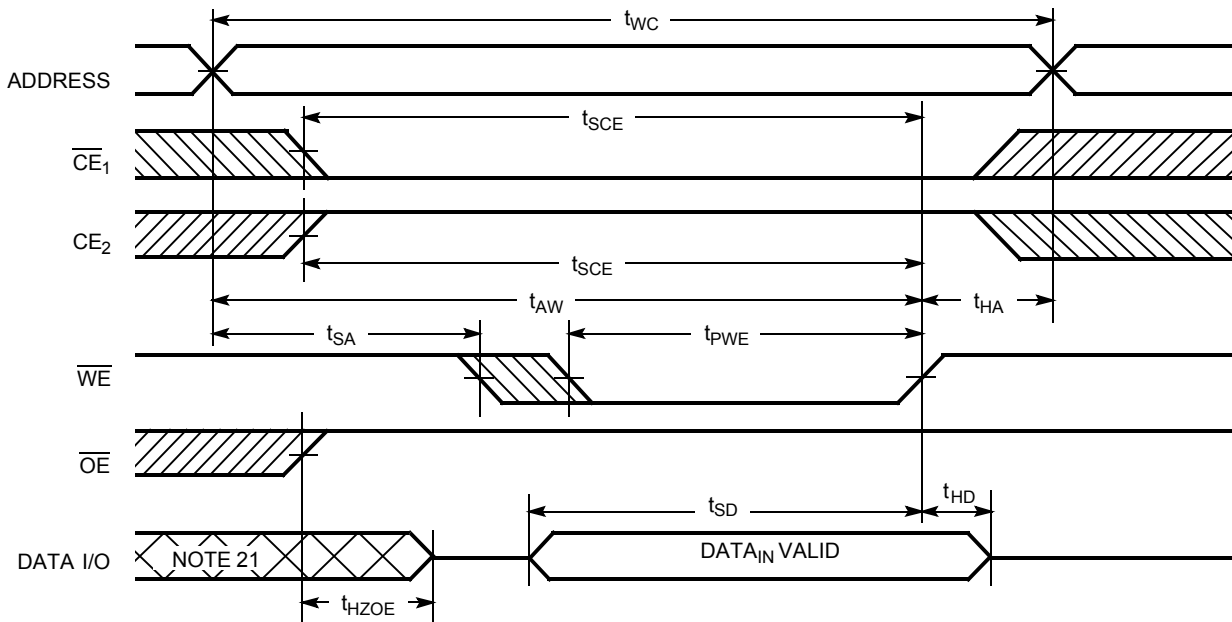 tWC
ADDRESS
tSCE
CE1
CE2
tSCE
tAW
tHA
tSA
tPWE
WE
OE
tSD
tHD
DATA I/O
NOTE 21
DATAIN VALID
tHZOE